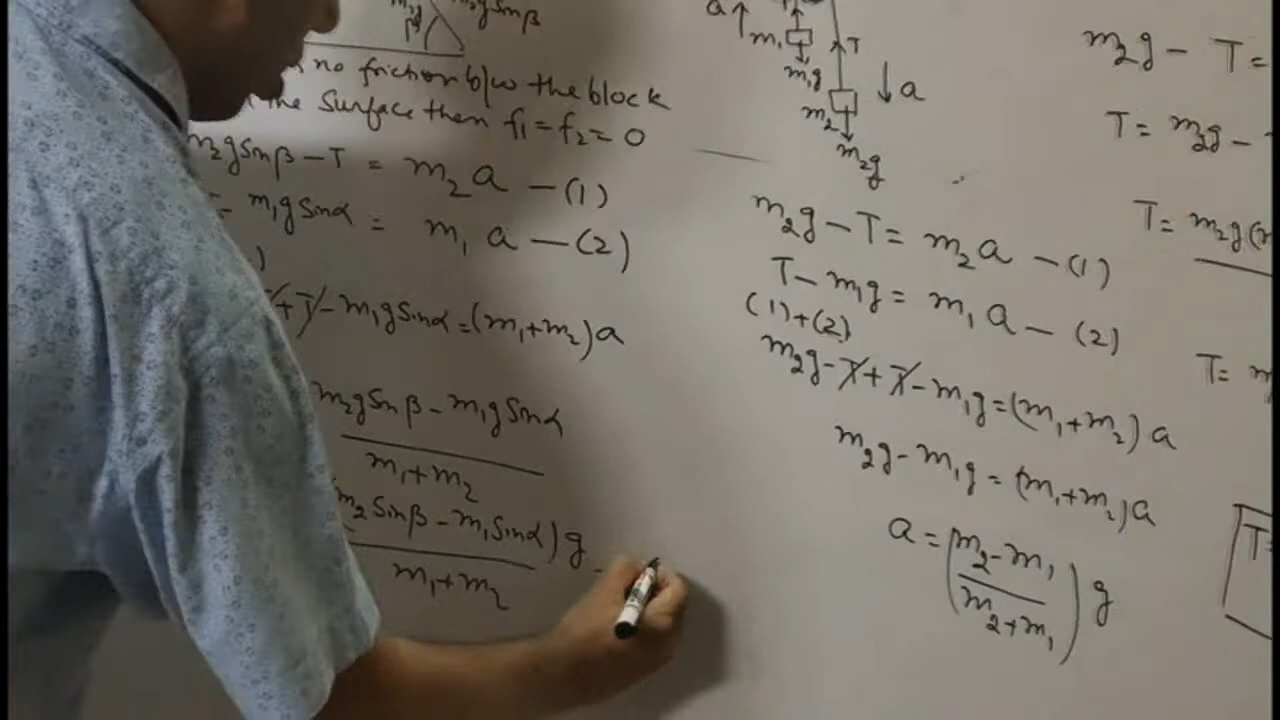 m₂g sinβ
β
no friction b/w the block
the surface then f₁=f₂=0
m₂g sinβ - T = m₂ a -(1)
- m₁g sinα = m₁ a -(2)
)
+T - m₁g sinα = (m₁+m₂)a
m₂g sinβ - m₁g sinα
m₁+m₂
(m₂ sinβ - m₁ sinα) g
m₁+m₂
a
m₁
m₁g
T
a
m₂
m₂g
m₂g - T = m₂a -(1)
T - m₁g = m₁ a - (2)
(1)+(2)
m₂g - T + T - m₁g = (m₁+m₂) a
m₂g - m₁g = (m₁+m₂)a
a = (m₂-m₁
m₂+m₁) g
m₂g - T =
T = m₂g -
T = m₂g(m
T = m
T =